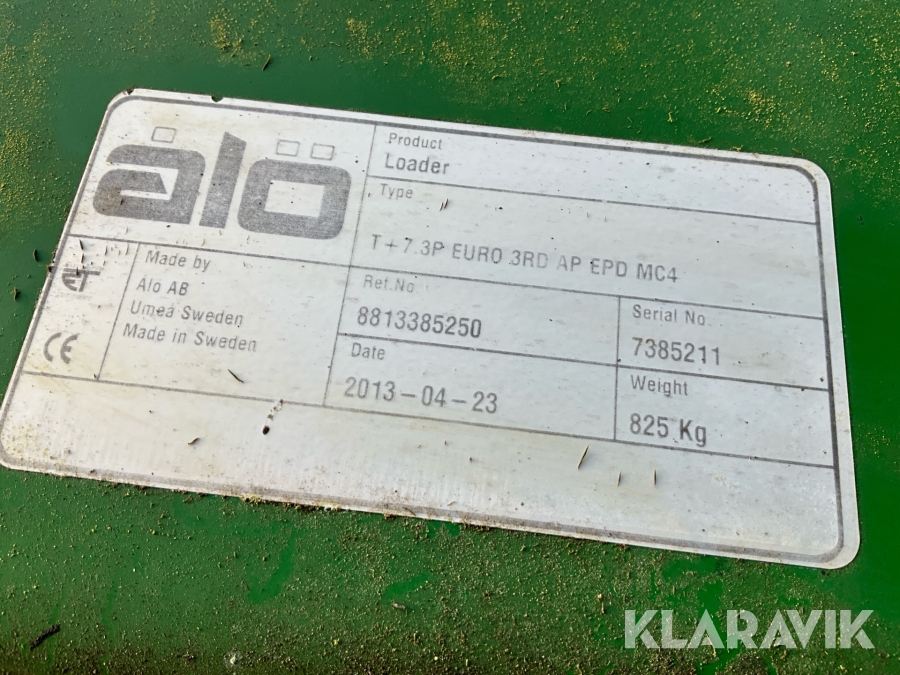 ålö
Product
Loader
Type
T+7.3P EURO 3RD AP EPD MC4
Made by
Alö AB
Umeå Sweden
Made in Sweden
CE
Ref.No.
8813385250
Serial No.
7385211
Date
2013-04-23
Weight
825 Kg
KLARAVIK